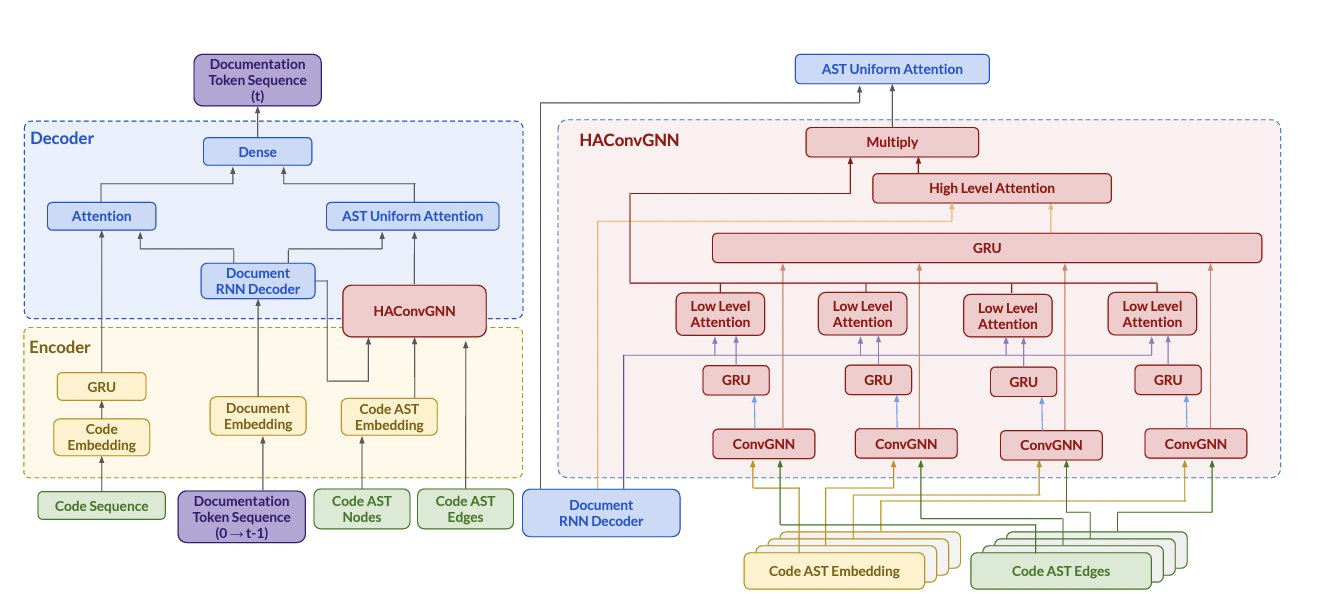 Documentation
Token Sequence
(t)
Decoder
Dense
Attention
AST Uniform Attention
Document
RNN Decoder
HAConvGNN
Encoder
GRU
Code
Embedding
Document
Embedding
Code AST
Embedding
Code Sequence
Documentation
Token Sequence
(0 → t-1)
Code AST
Nodes
Code AST
Edges
AST Uniform Attention
HAConvGNN
Multiply
High Level Attention
GRU
Low Level
Attention
Low Level
Attention
Low Level
Attention
Low Level
Attention
GRU
GRU
GRU
GRU
ConvGNN
ConvGNN
ConvGNN
ConvGNN
Document
RNN Decoder
Code AST Embedding
Code AST Edges